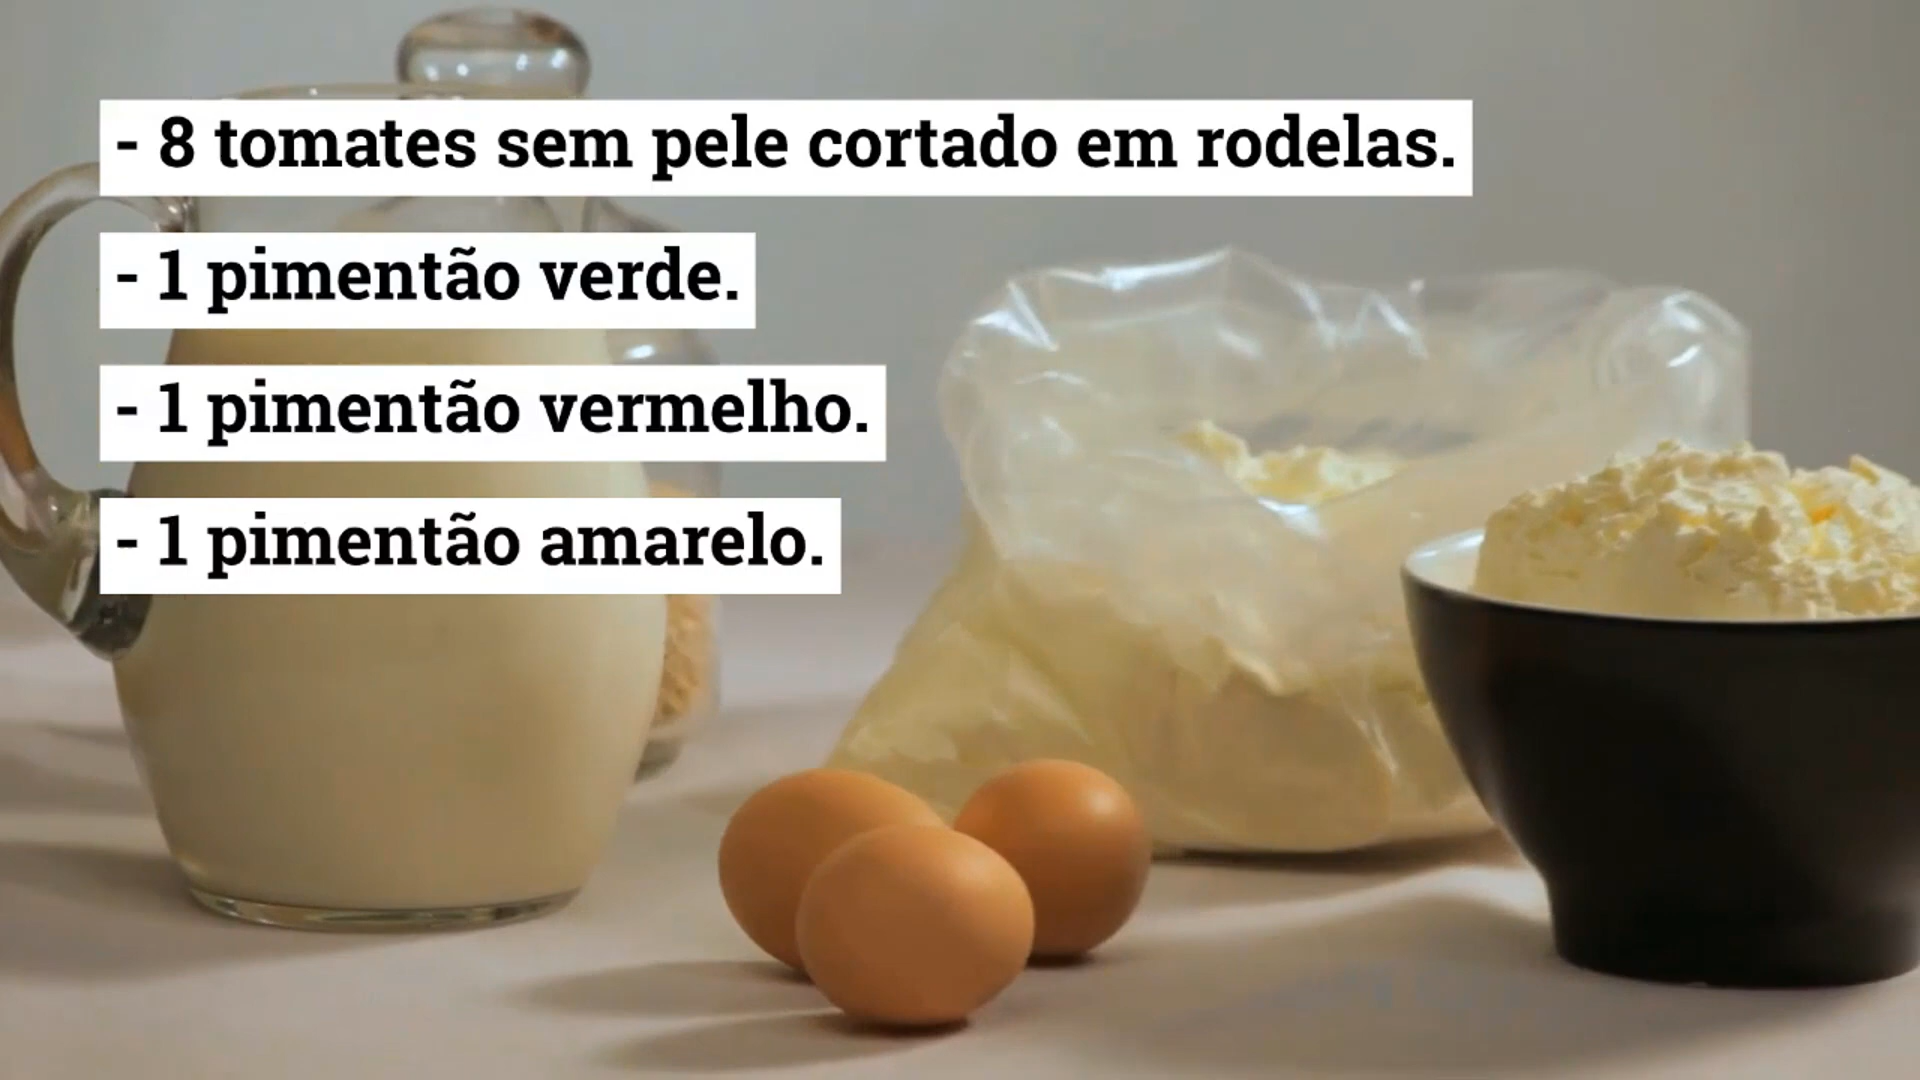 - 8 tomates sem pele cortado em rodelas.
- 1 pimentão verde.
- 1 pimentão vermelho.
- 1 pimentão amarelo.